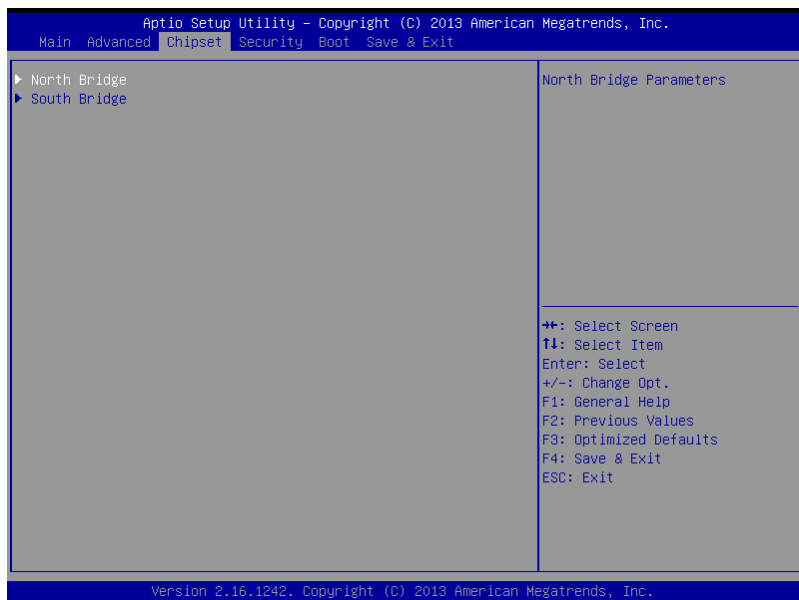 Aptio Setup Utility – Copyright (C) 2013 American Megatrends, Inc.
Main Advanced Chipset Security Boot Save & Exit
North Bridge
South Bridge
North Bridge Parameters
→←: Select Screen
↑↓: Select Item
Enter: Select
+/-: Change Opt.
F1: General Help
F2: Previous Values
F3: Optimized Defaults
F4: Save & Exit
ESC: Exit
Version 2.16.1242. Copyright (C) 2013 American Megatrends, Inc.